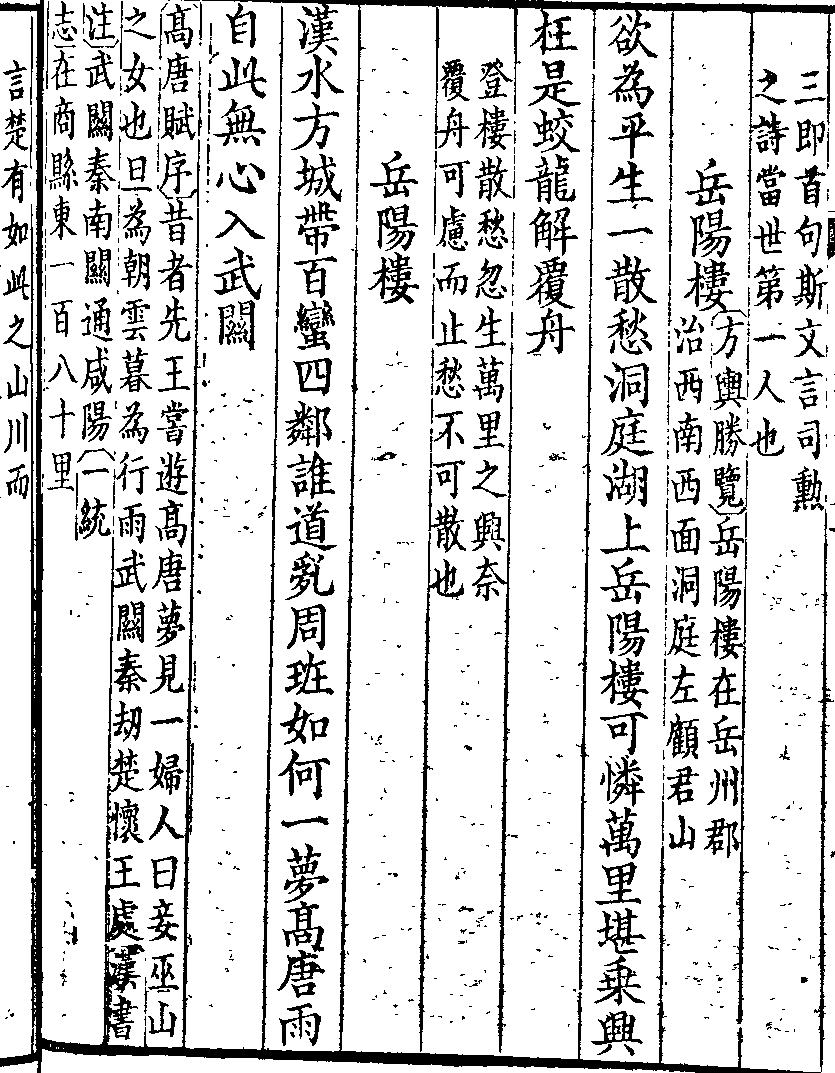 三即首句斯文言司勲
之詩當世第一人也
岳陽樓
方輿勝覽岳陽樓在岳州郡
治西南西面洞庭左顧君山
欲為平生一散愁洞庭湖上岳陽樓可憐萬里堪乗興
枉是蛟龍解覆舟
登樓散愁忽生萬里之興奈
覆舟可慮而止愁不可散也
岳陽樓
漢水方城帶百蠻四鄰誰道亂周班如何一夢髙唐雨
自此無心入武關
髙唐賦序昔者先王嘗遊髙唐夢見一婦人曰妾巫山
之女也旦為朝雲暮為行雨武關秦刧楚懷王處漢書
注武關秦南關通咸陽一統
志在商縣東一百八十里
言楚有如此之山川而